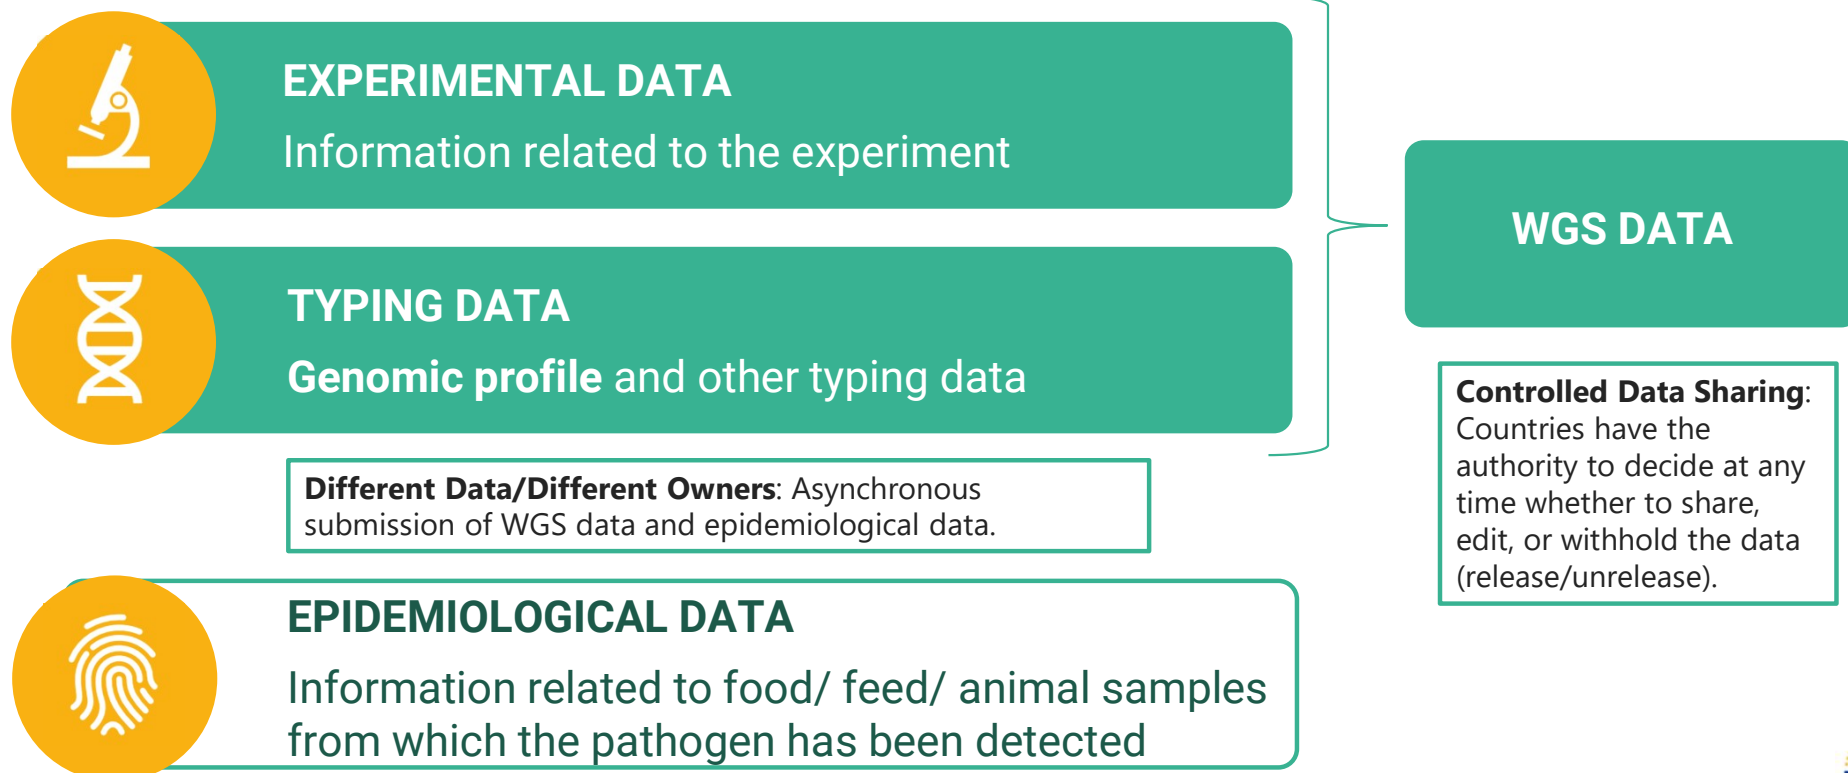 EXPERIMENTAL DATA
Information related to the experiment
TYPING DATA
Genomic profile and other typing data
WGS DATA
Controlled Data Sharing:
Countries have the
authority to decide at any
time whether to share,
edit, or withhold the data
(release/unrelease).
Different Data/Different Owners: Asynchronous
submission of WGS data and epidemiological data.
EPIDEMIOLOGICAL DATA
Information related to food/ feed/ animal samples
from which the pathogen has been detected